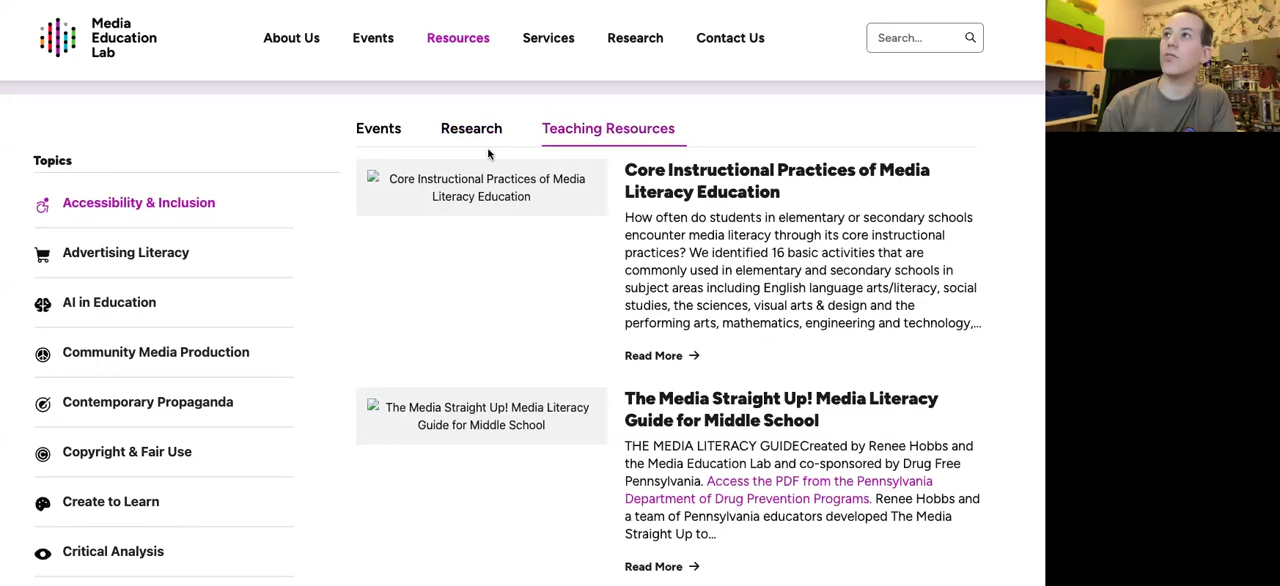 Media
Education
Lab
About Us
Events
Resources
Services
Research
Contact Us
Search...
Events
Research
Teaching Resources
Topics
Accessibility & Inclusion
Advertising Literacy
AI in Education
Community Media Production
Contemporary Propaganda
Copyright & Fair Use
Create to Learn
Critical Analysis
Core Instructional Practices of Media
Literacy Education
Core Instructional Practices of Media
Literacy Education
How often do students in elementary or secondary schools
encounter media literacy through its core instructional
practices? We identified 16 basic activities that are
commonly used in elementary and secondary schools in
subject areas including English language arts/literacy, social
studies, the sciences, visual arts & design and the
performing arts, mathematics, engineering and technology,...
Read More →
The Media Straight Up! Media Literacy
Guide for Middle School
The Media Straight Up! Media Literacy
Guide for Middle School
THE MEDIA LITERACY GUIDECreated by Renee Hobbs and
the Media Education Lab and co-sponsored by Drug Free
Pennsylvania. Access the PDF from the Pennsylvania
Department of Drug Prevention Programs. Renee Hobbs and
a team of Pennsylvania educators developed The Media
Straight Up to...
Read More →